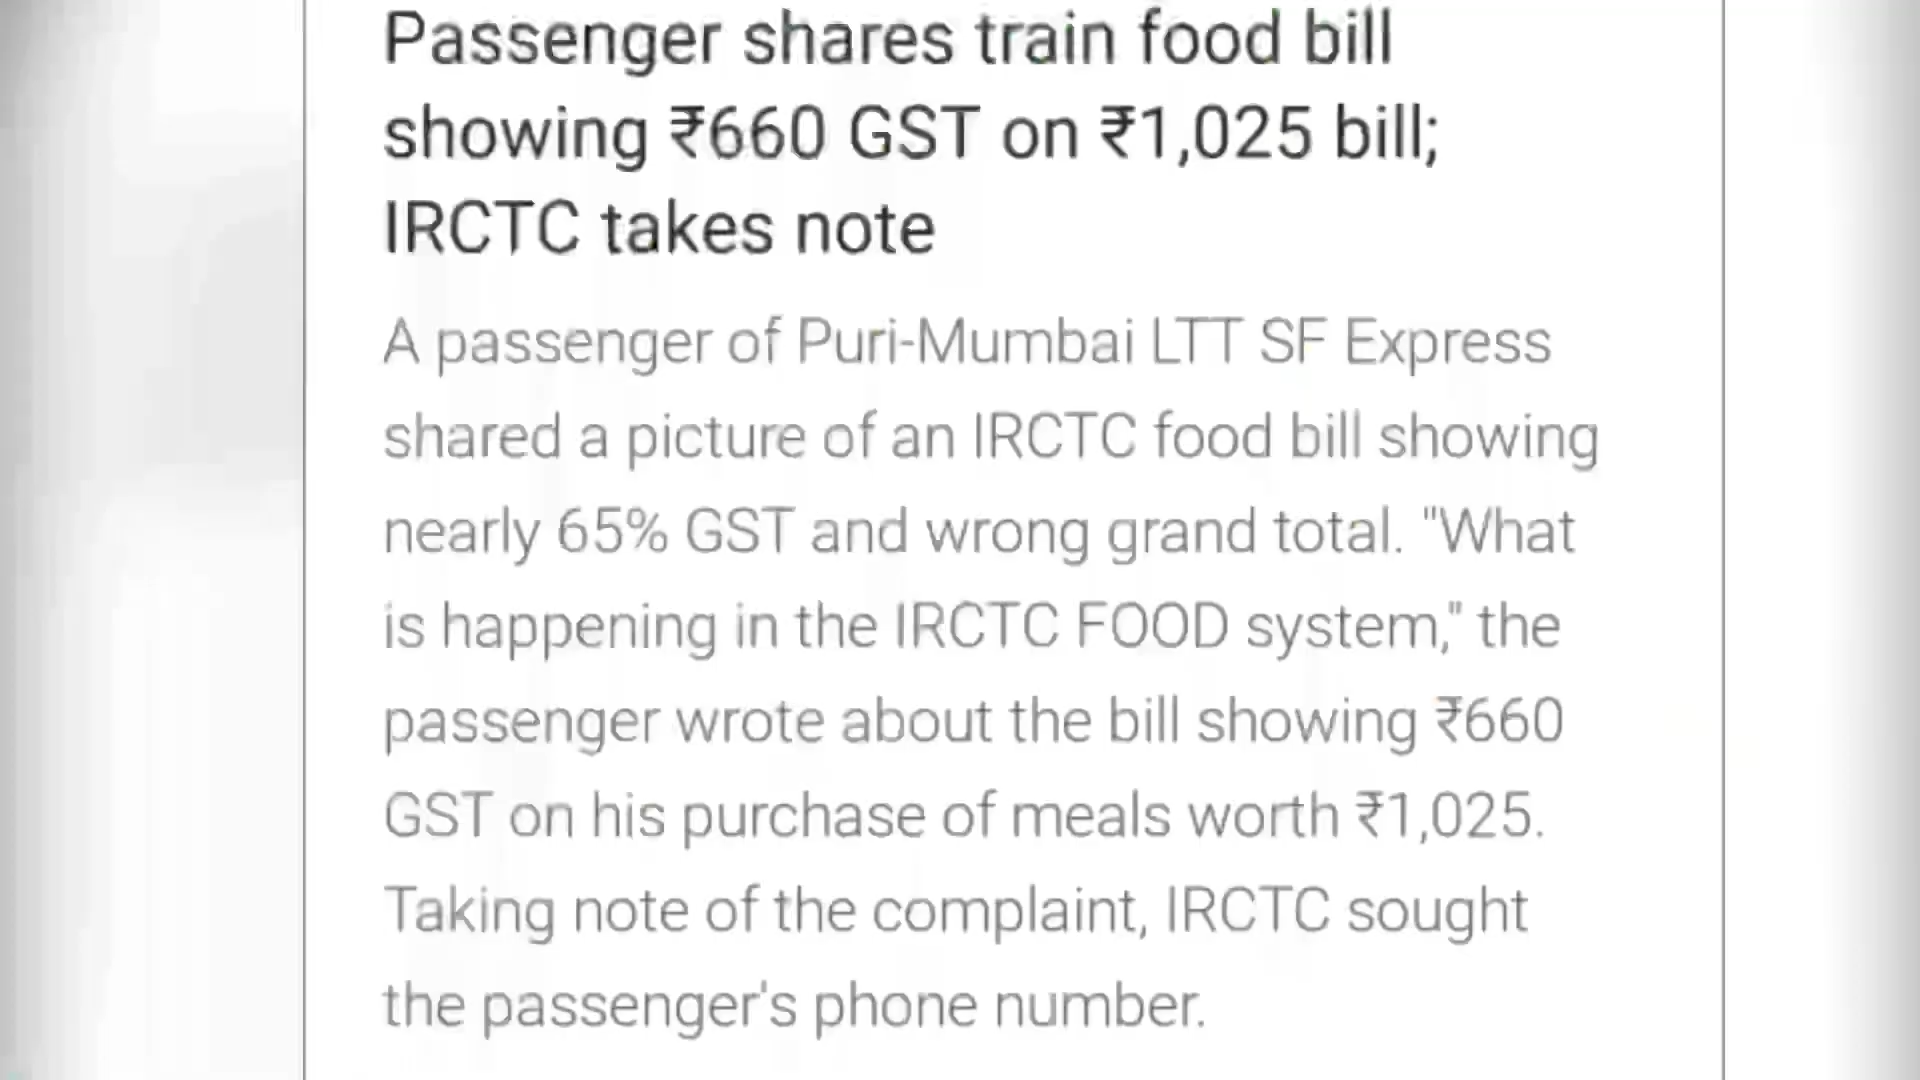 Passenger shares train food bill
showing ₹660 GST on ₹1,025 bill;
IRCTC takes note
A passenger of Puri-Mumbai LTT SF Express
shared a picture of an IRCTC food bill showing
nearly 65% GST and wrong grand total. "What
is happening in the IRCTC FOOD system," the
passenger wrote about the bill showing ₹660
GST on his purchase of meals worth ₹1,025.
Taking note of the complaint, IRCTC sought
the passenger's phone number.